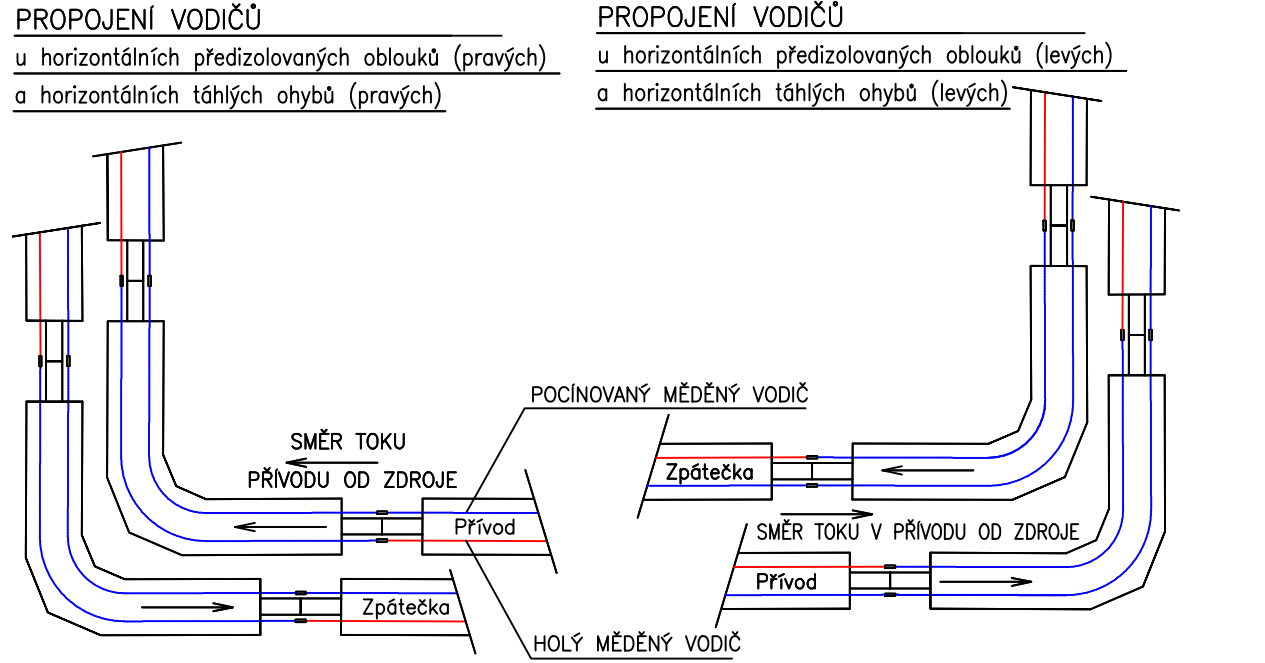 PROPOJENÍ VODIČŮ
u horizontálních předizolovaných oblouků (pravých)
a horizontálních táhlých ohybů (pravých)
PROPOJENÍ VODIČŮ
u horizontálních předizolovaných oblouků (levých)
a horizontálních táhlých ohybů (levých)
POCÍNOVANÝ MĚDĚNÝ VODIČ
SMĚR TOKU
PŘÍVODU OD ZDROJE
Přívod
Zpátečka
HOLÝ MĚDĚNÝ VODIČ
Zpátečka
SMĚR TOKU V PŘÍVODU OD ZDROJE
Přívod